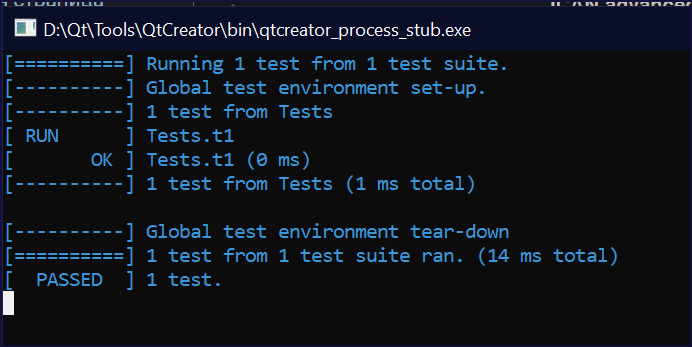 страница
D:\Qt\Tools\QtCreator\bin\qtcreator_process_stub.exe
[==========] Running 1 test from 1 test suite.
[----------] Global test environment set-up.
[----------] 1 test from Tests
[ RUN      ] Tests.t1
[       OK ] Tests.t1 (0 ms)
[----------] 1 test from Tests (1 ms total)
[----------] Global test environment tear-down
[==========] 1 test from 1 test suite ran. (14 ms total)
[  PASSED  ] 1 test.